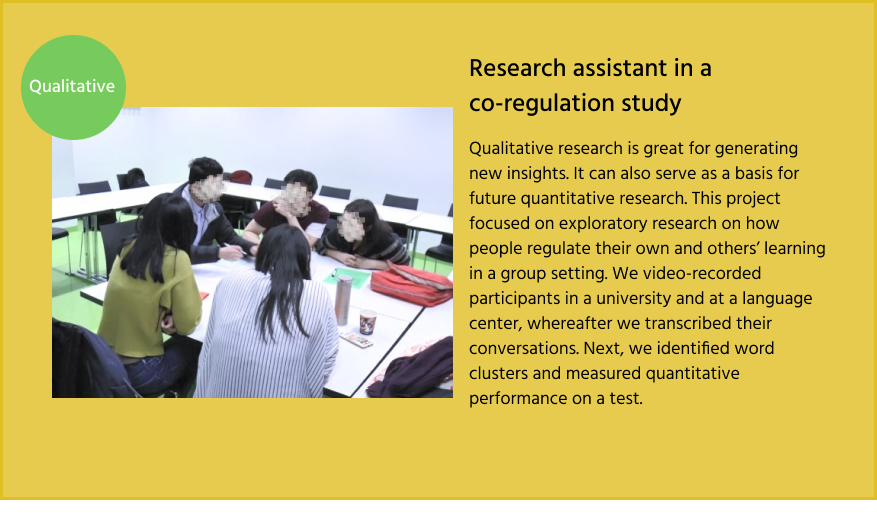 Qualitative
Research assistant in a
co-regulation study
Qualitative research is great for generating
new insights. It can also serve as a basis for
future quantitative research. This project
focused on exploratory research on how
people regulate their own and others’ learning
in a group setting. We video-recorded
participants in a university and at a language
center, whereafter we transcribed their
conversations. Next, we identified word
clusters and measured quantitative
performance on a test.